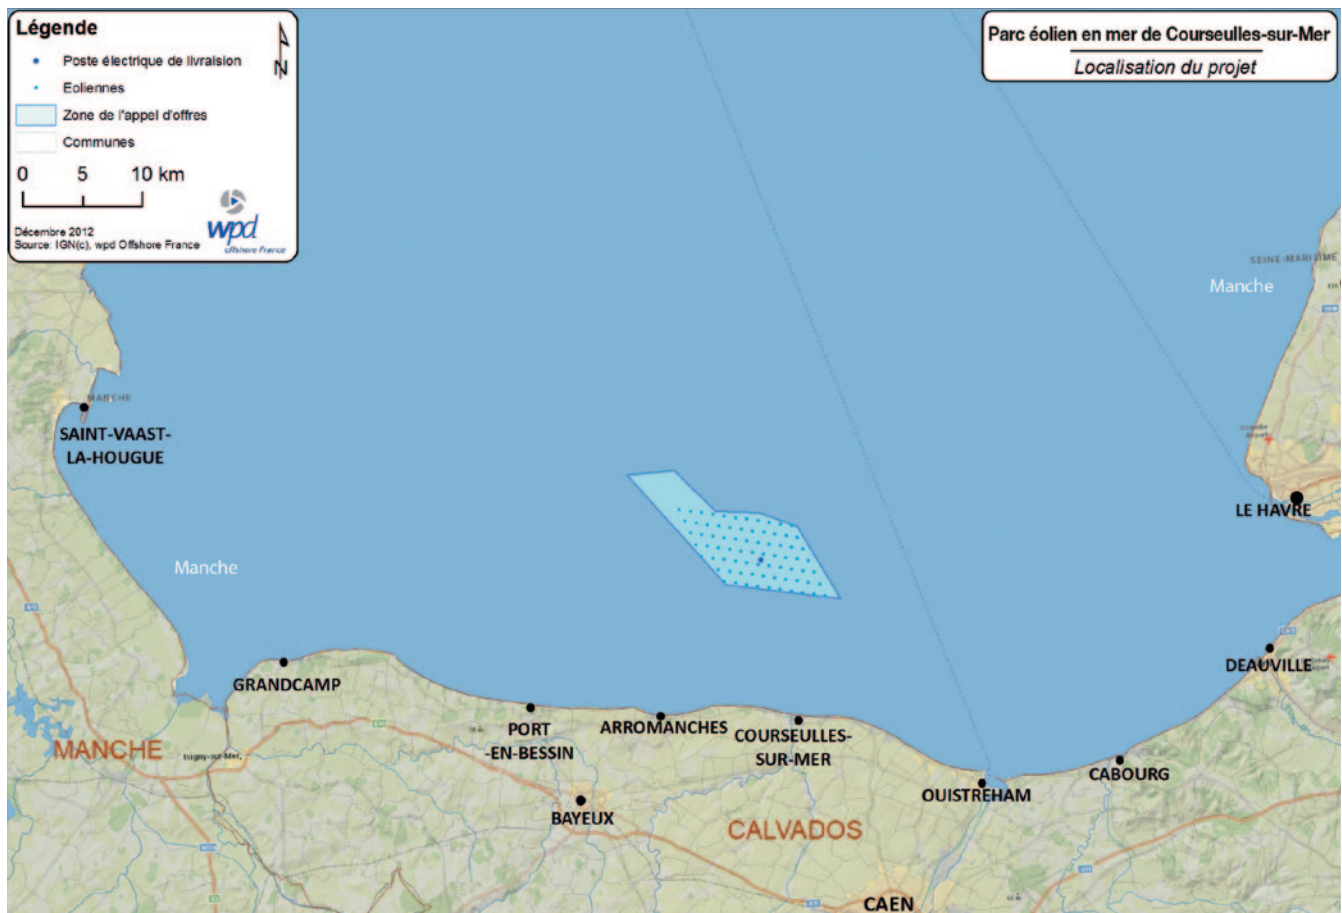 Légende
N
Poste électrique de livraision
Eoliennes
Zone de l'appel d'offres
Communes
0 5 10 km
Décembre 2012
Source: IGN(c), wpd Offshore France
wpd
offshore France
Parc éolien en mer de Courseulles-sur-Mer
Localisation du projet
SEINE-MARITIME
Manche
MANCHE
SAINT-VAAST-
LA-HOUGUE
LE HAVRE
Manche
GRANDCAMP
DEAUVILLE
PORT
-EN-BESSIN
ARROMANCHES
COURSEULLES-
SUR-MER
MANCHE
Isigny-sur-Mer,
CABOURG
OUISTREHAM
BAYEUX
CALVADOS
CAEN